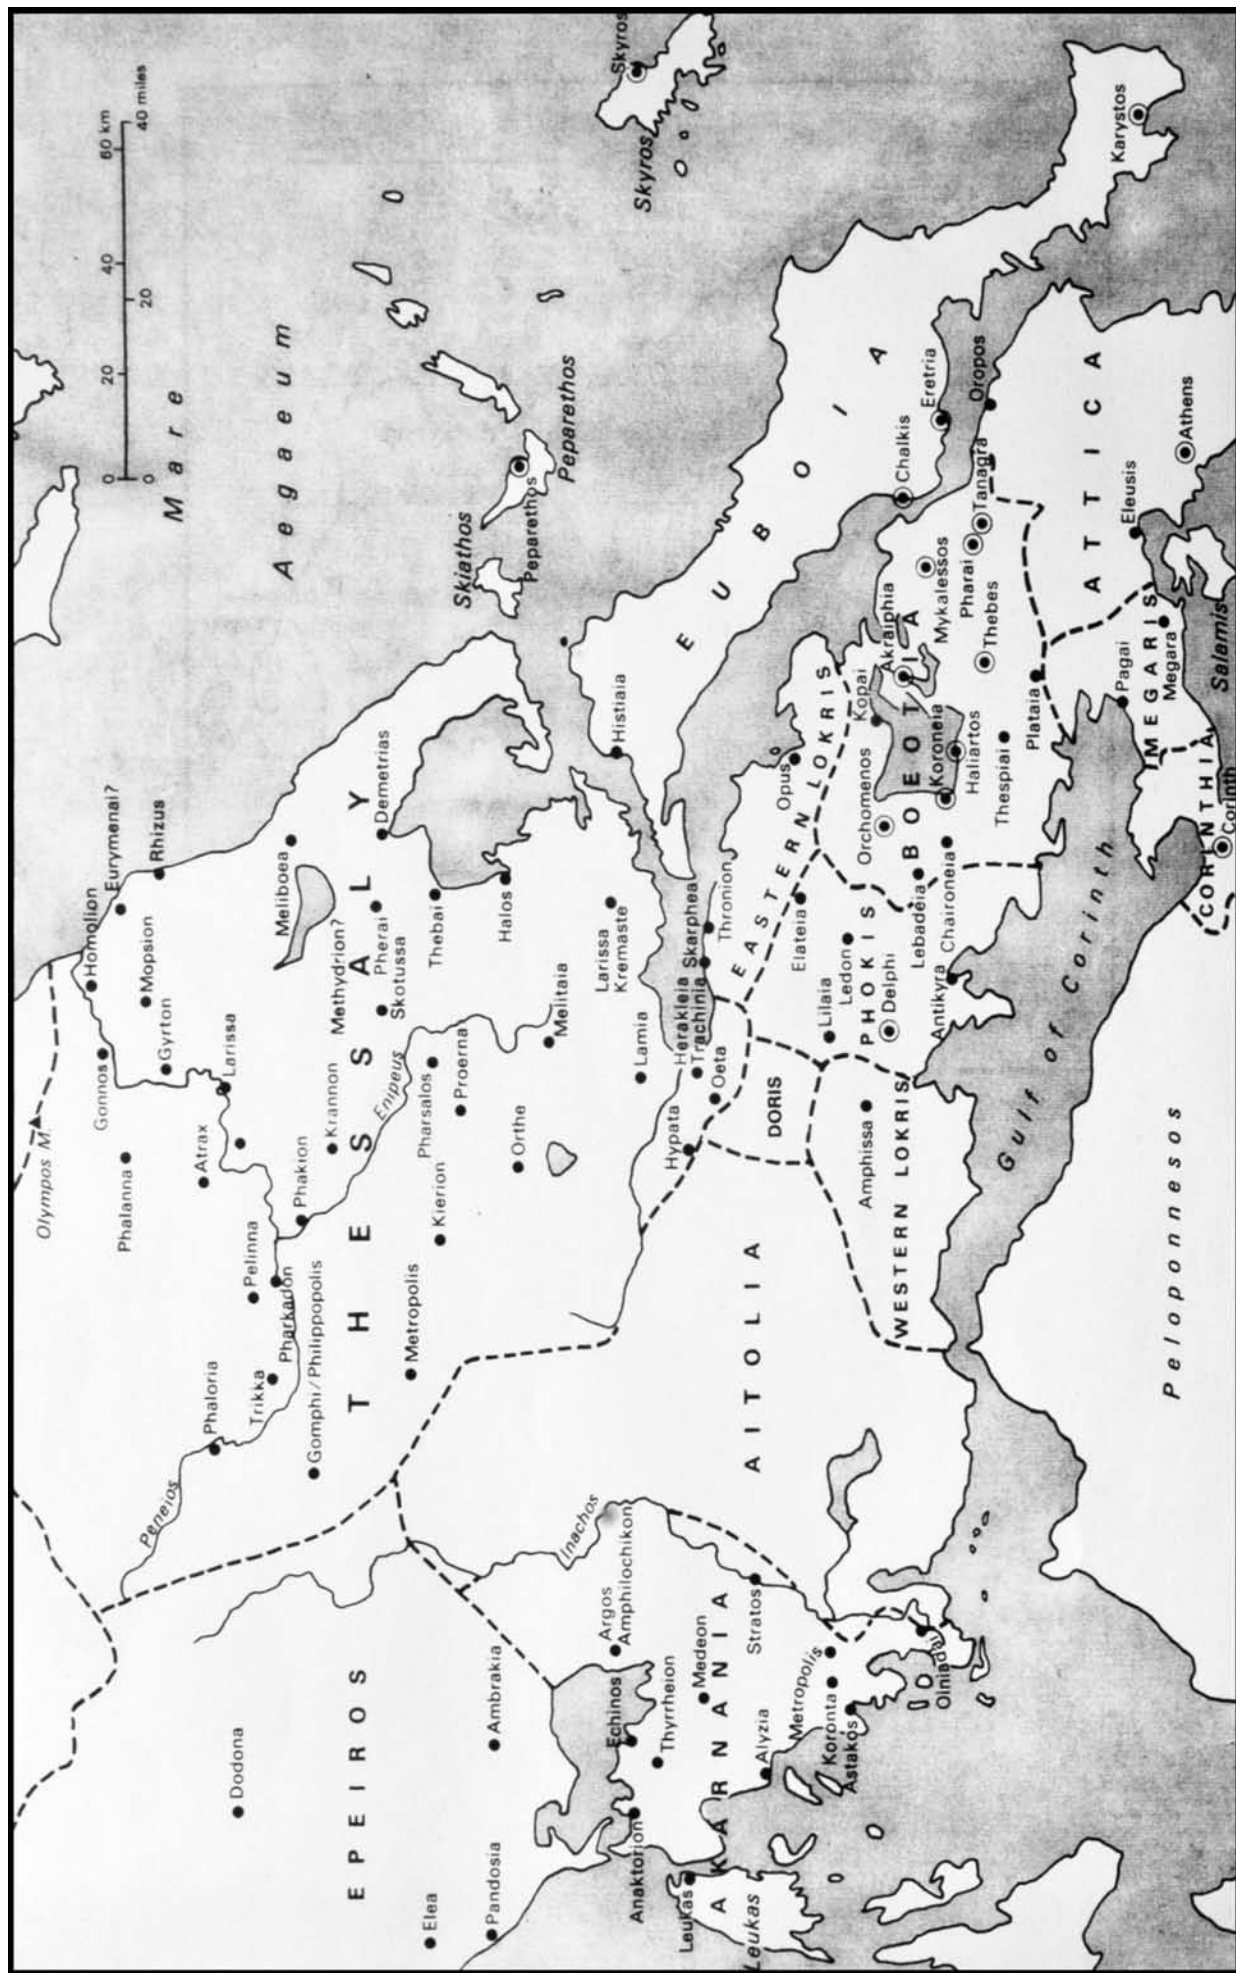 0 20 40 60 km
0 20 40 miles
Mare
Aegaeum
Olympos M.
Homolion
Eurymenai?
Rhizus
Mopsion
Gyrton
Gonnos
Phalanna
Larissa
Atrax
Meliboea
Methydrion?
Demetrias
Pherai
Skotussa
Krannon
Phakion
Pelinna
Pharkadon
Trikka
Phaloria
Peneios
Gomphi/Philippopolis
THESSALY
Enipeus
Pharsalos
Proerna
Thebai
Halos
Kierion
Metropolis
Orthe
Melitaia
Larissa
Kremaste
Lamia
Hypata
Herakleia
Trachinia
Oeta
Skarphea
Thronion
Skiathos
Peparethos
Peparethos
Skyros
Skyros
EPEIROS
Dodona
Elea
Pandosia
Ambrakia
Inachos
Argos
Amphilochikon
Echinos
Thyrrheion
Anaktorion
Medeon
Stratos
Leukas
Leukas
AKARNANIA
Alyzia
Metropolis
Koronta
Astakos
Oiniadai
AITOLIA
DORIS
WESTERN LOKRIS
Amphissa
EASTERN LOKRIS
Opus
PHOKIS
Elateia
Ledon
Lilaia
Delphi
Antikyra
EUBOIA
Histiaia
Chalkis
Eretria
Karystos
BOEOTIA
Kopai
Akraiphia
Orchomenos
Koroneia
Haliartos
Lebadeia
Chaironeia
Thespiai
Mykalessos
Pharai
Tanagra
Thebes
Plataia
Oropos
ATTICA
Athens
Eleusis
Salamis
MEGARIS
Pagai
Megara
CORINTHIA
Corinth
Gulf of Corinth
Peloponnesos